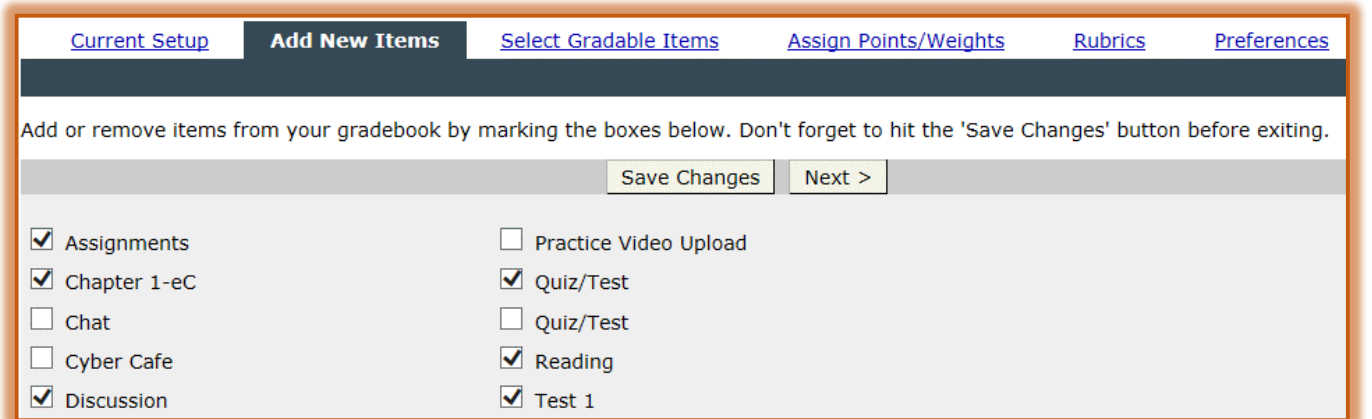 Current Setup Add New Items Select Gradable Items Assign Points/Weights Rubrics Preferences
Add or remove items from your gradebook by marking the boxes below. Don't forget to hit the 'Save Changes' button before exiting.
Save Changes Next >
Assignments Practice Video Upload
Chapter 1-eC Quiz/Test
Chat Quiz/Test
Cyber Cafe Reading
Discussion Test 1